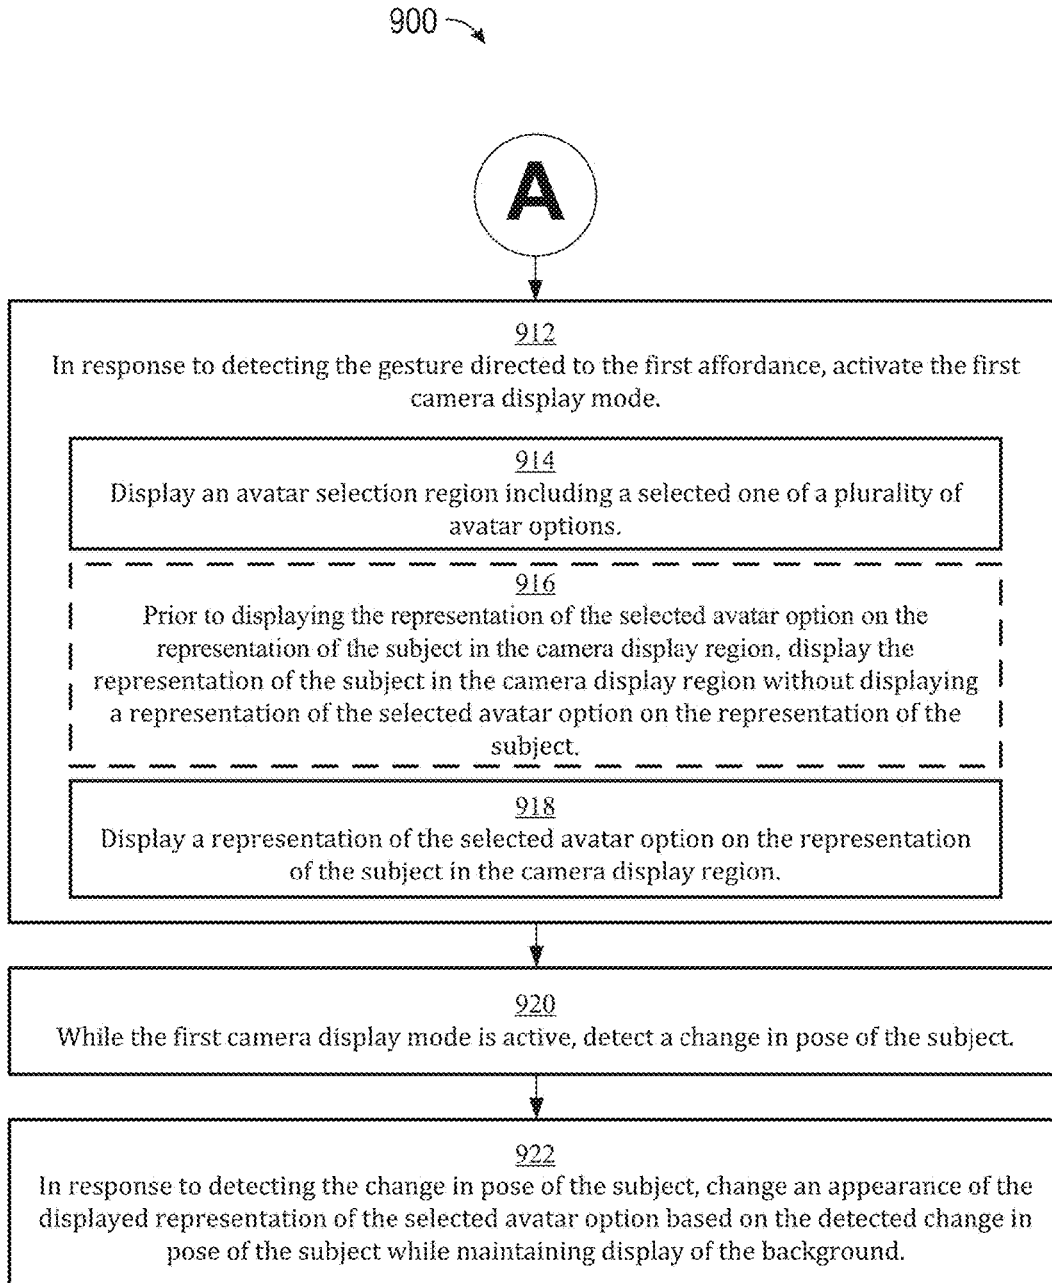 900
A
912
In response to detecting the gesture directed to the first affordance, activate the first
camera display mode.
914
Display an avatar selection region including a selected one of a plurality of
avatar options.
916
Prior to displaying the representation of the selected avatar option on the
representation of the subject in the camera display region, display the
representation of the subject in the camera display region without displaying
a representation of the selected avatar option on the representation of the
subject.
918
Display a representation of the selected avatar option on the representation
of the subject in the camera display region.
920
While the first camera display mode is active, detect a change in pose of the subject.
922
In response to detecting the change in pose of the subject, change an appearance of the
displayed representation of the selected avatar option based on the detected change in
pose of the subject while maintaining display of the background.